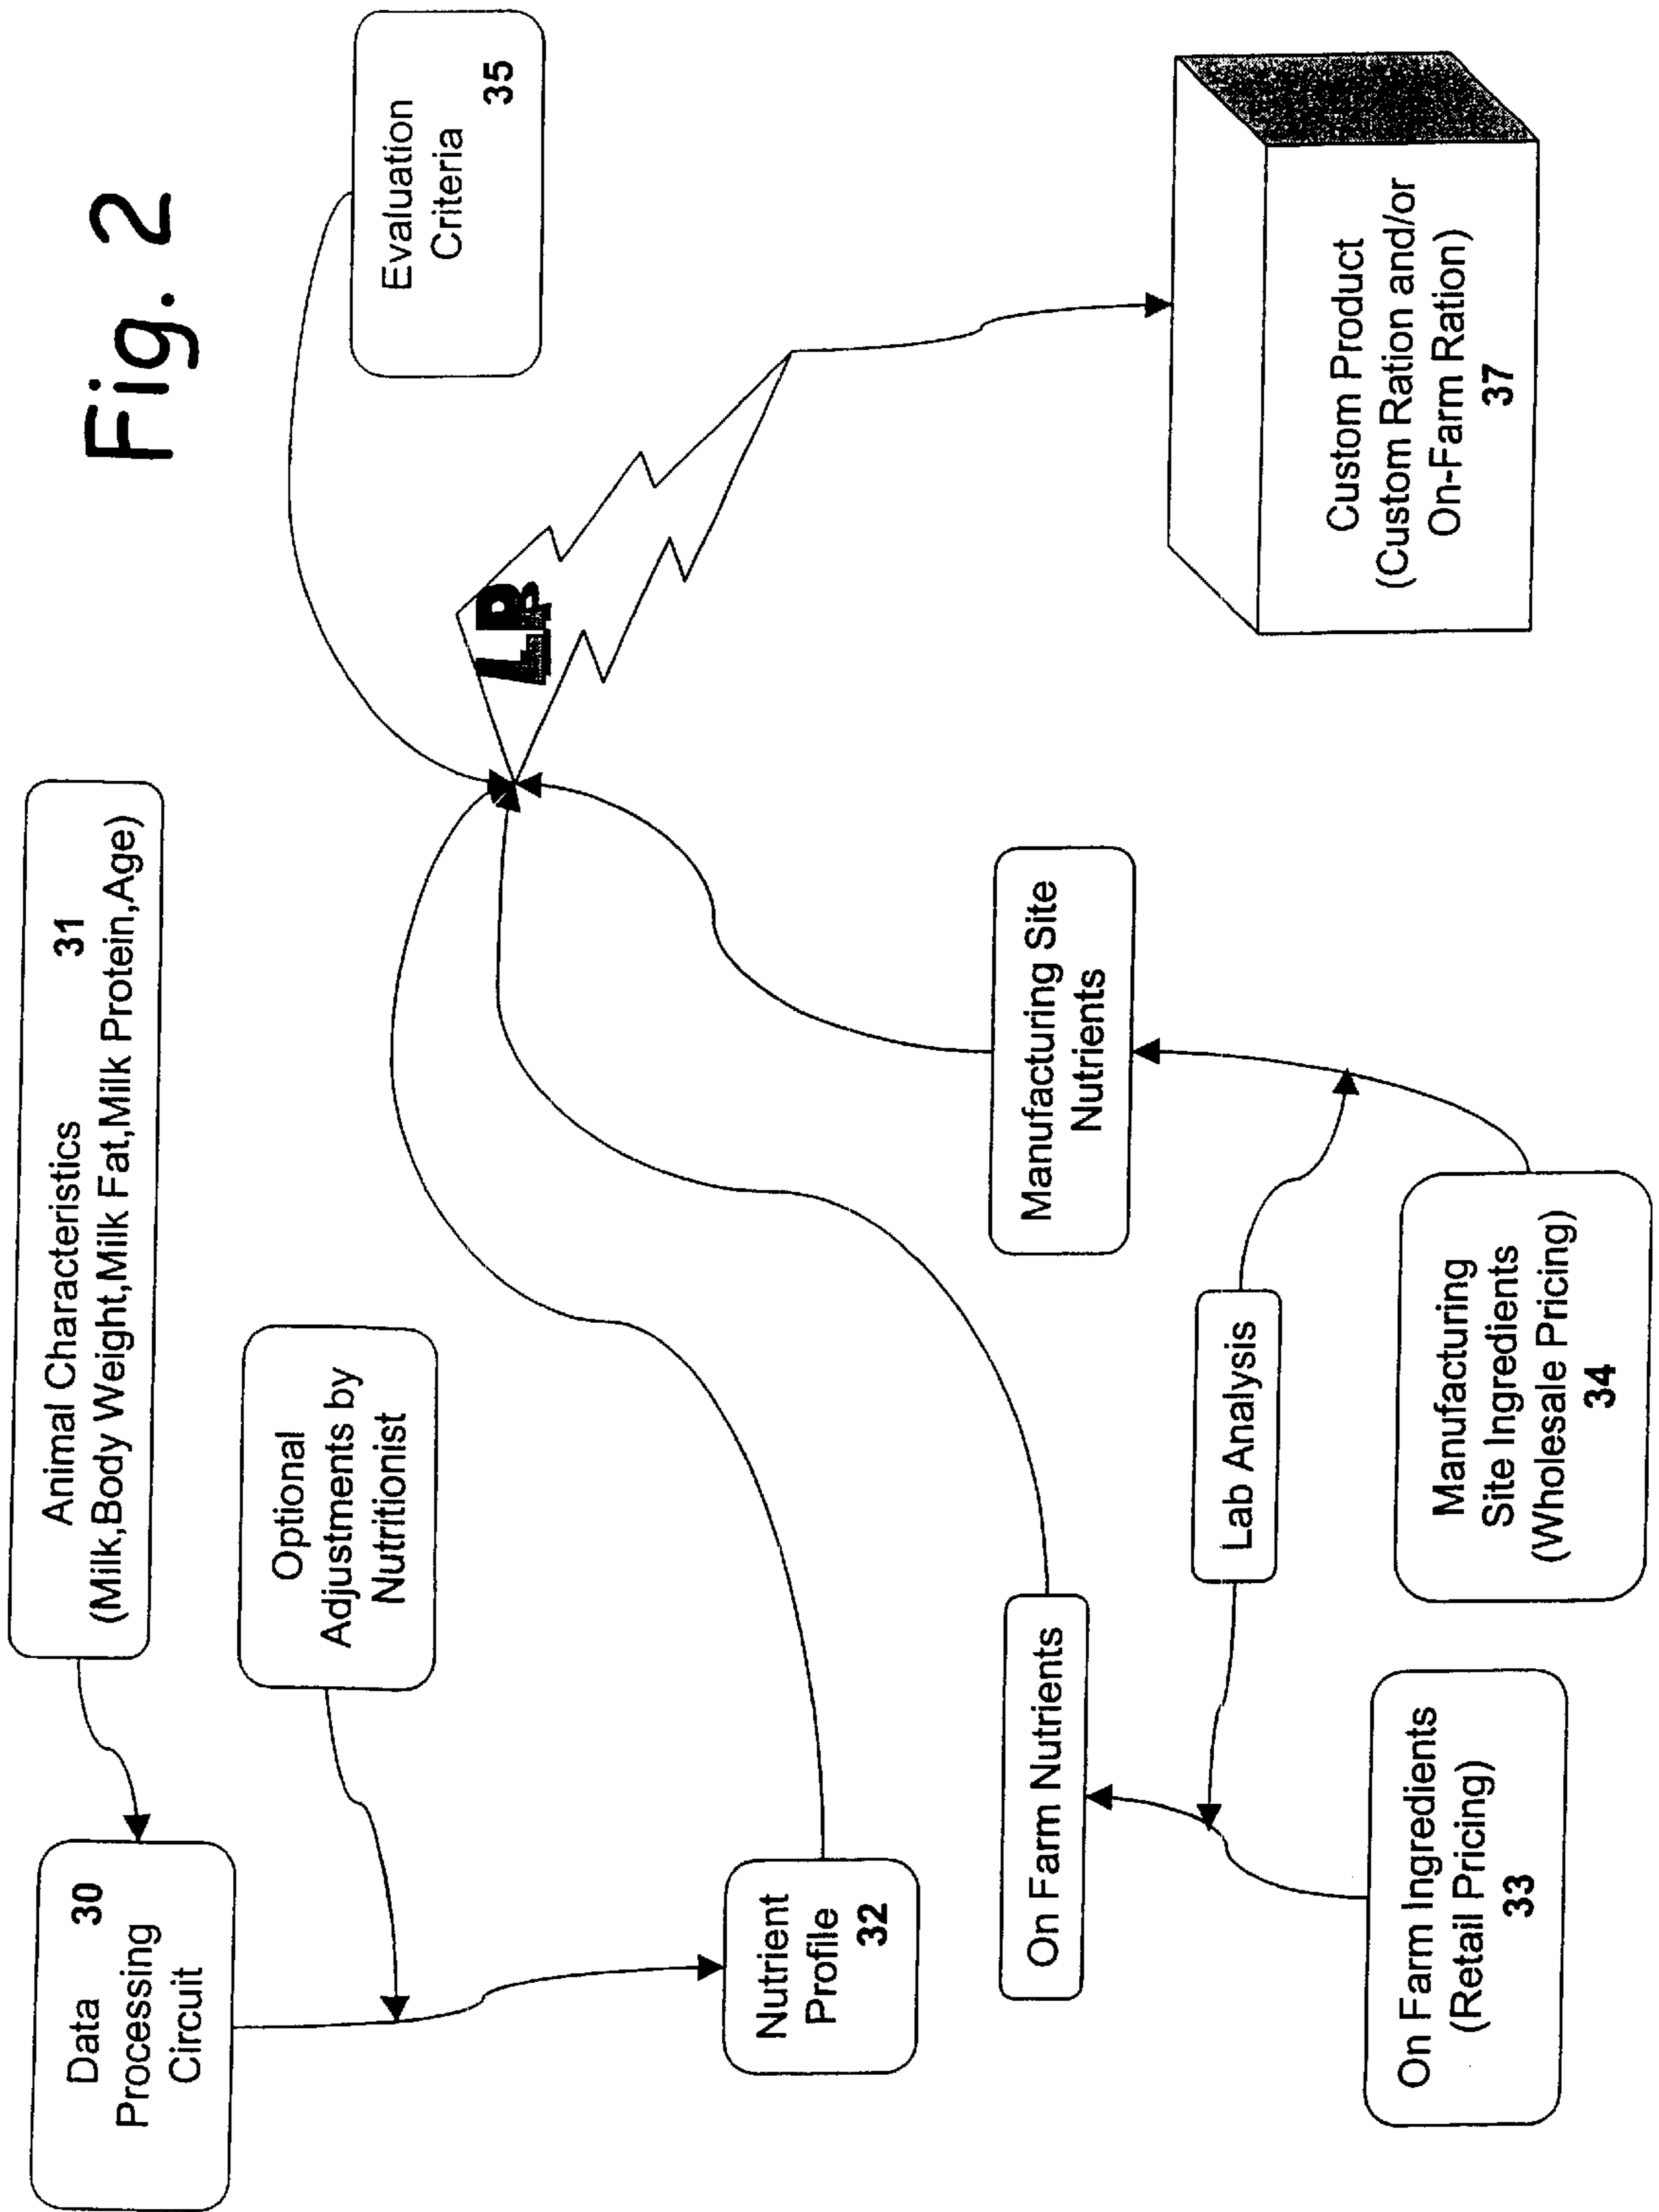 Fig. 2
Animal Characteristics 31
(Milk,Body Weight,Milk Fat,Milk Protein,Age)
Data 30
Processing
Circuit
Optional
Adjustments by
Nutritionist
Evaluation
Criteria
35
LP
Nutrient
Profile
32
On Farm Nutrients
Manufacturing Site
Nutrients
Lab Analysis
On Farm Ingredients
(Retail Pricing)
33
Manufacturing
Site Ingredients
(Wholesale Pricing)
34
Custom Product
(Custom Ration and/or
On-Farm Ration)
37